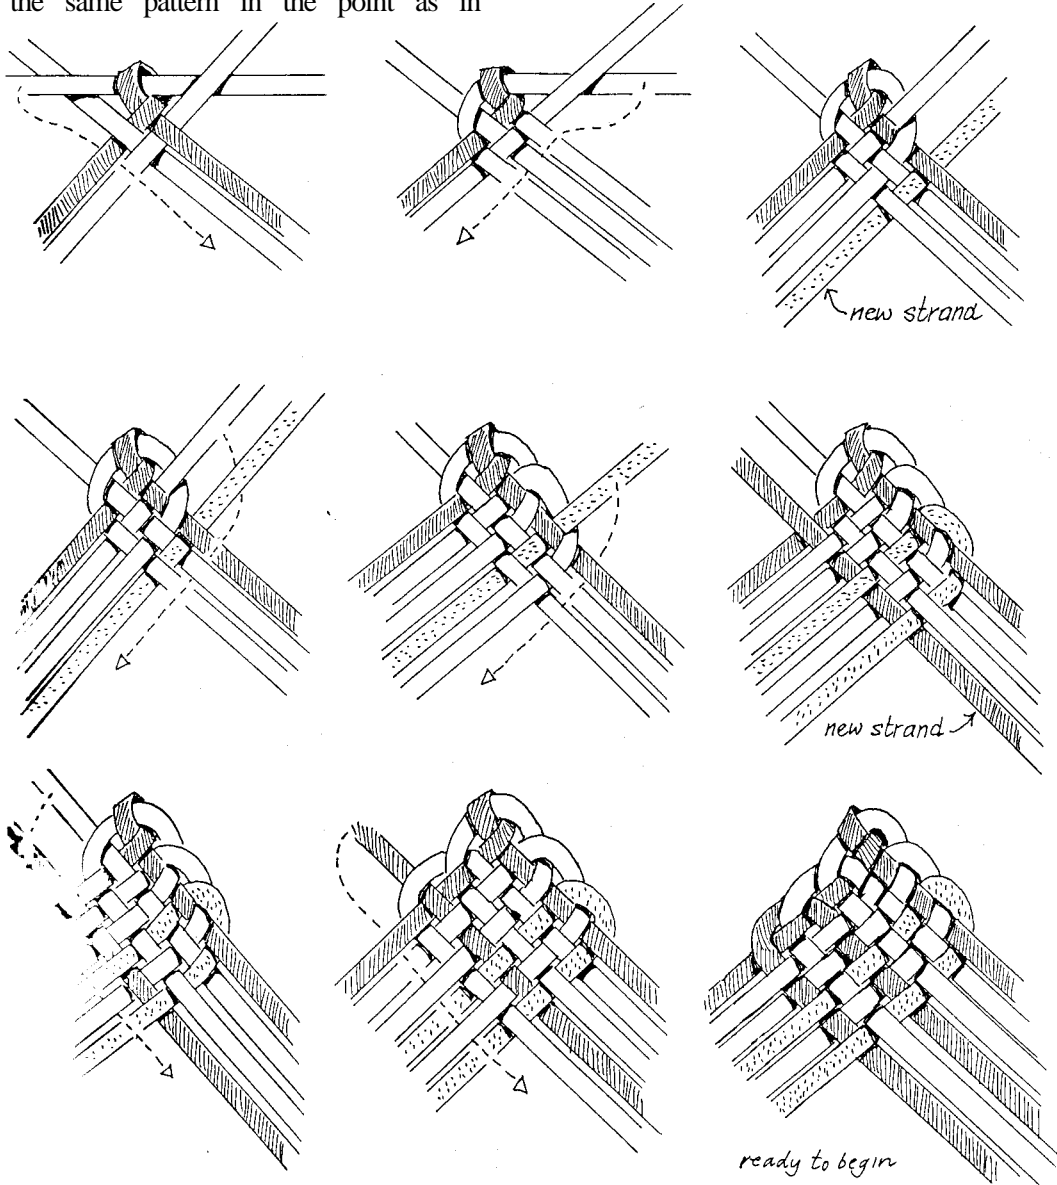 the same pattern in the point as in
new strand
new strand
ready to begin